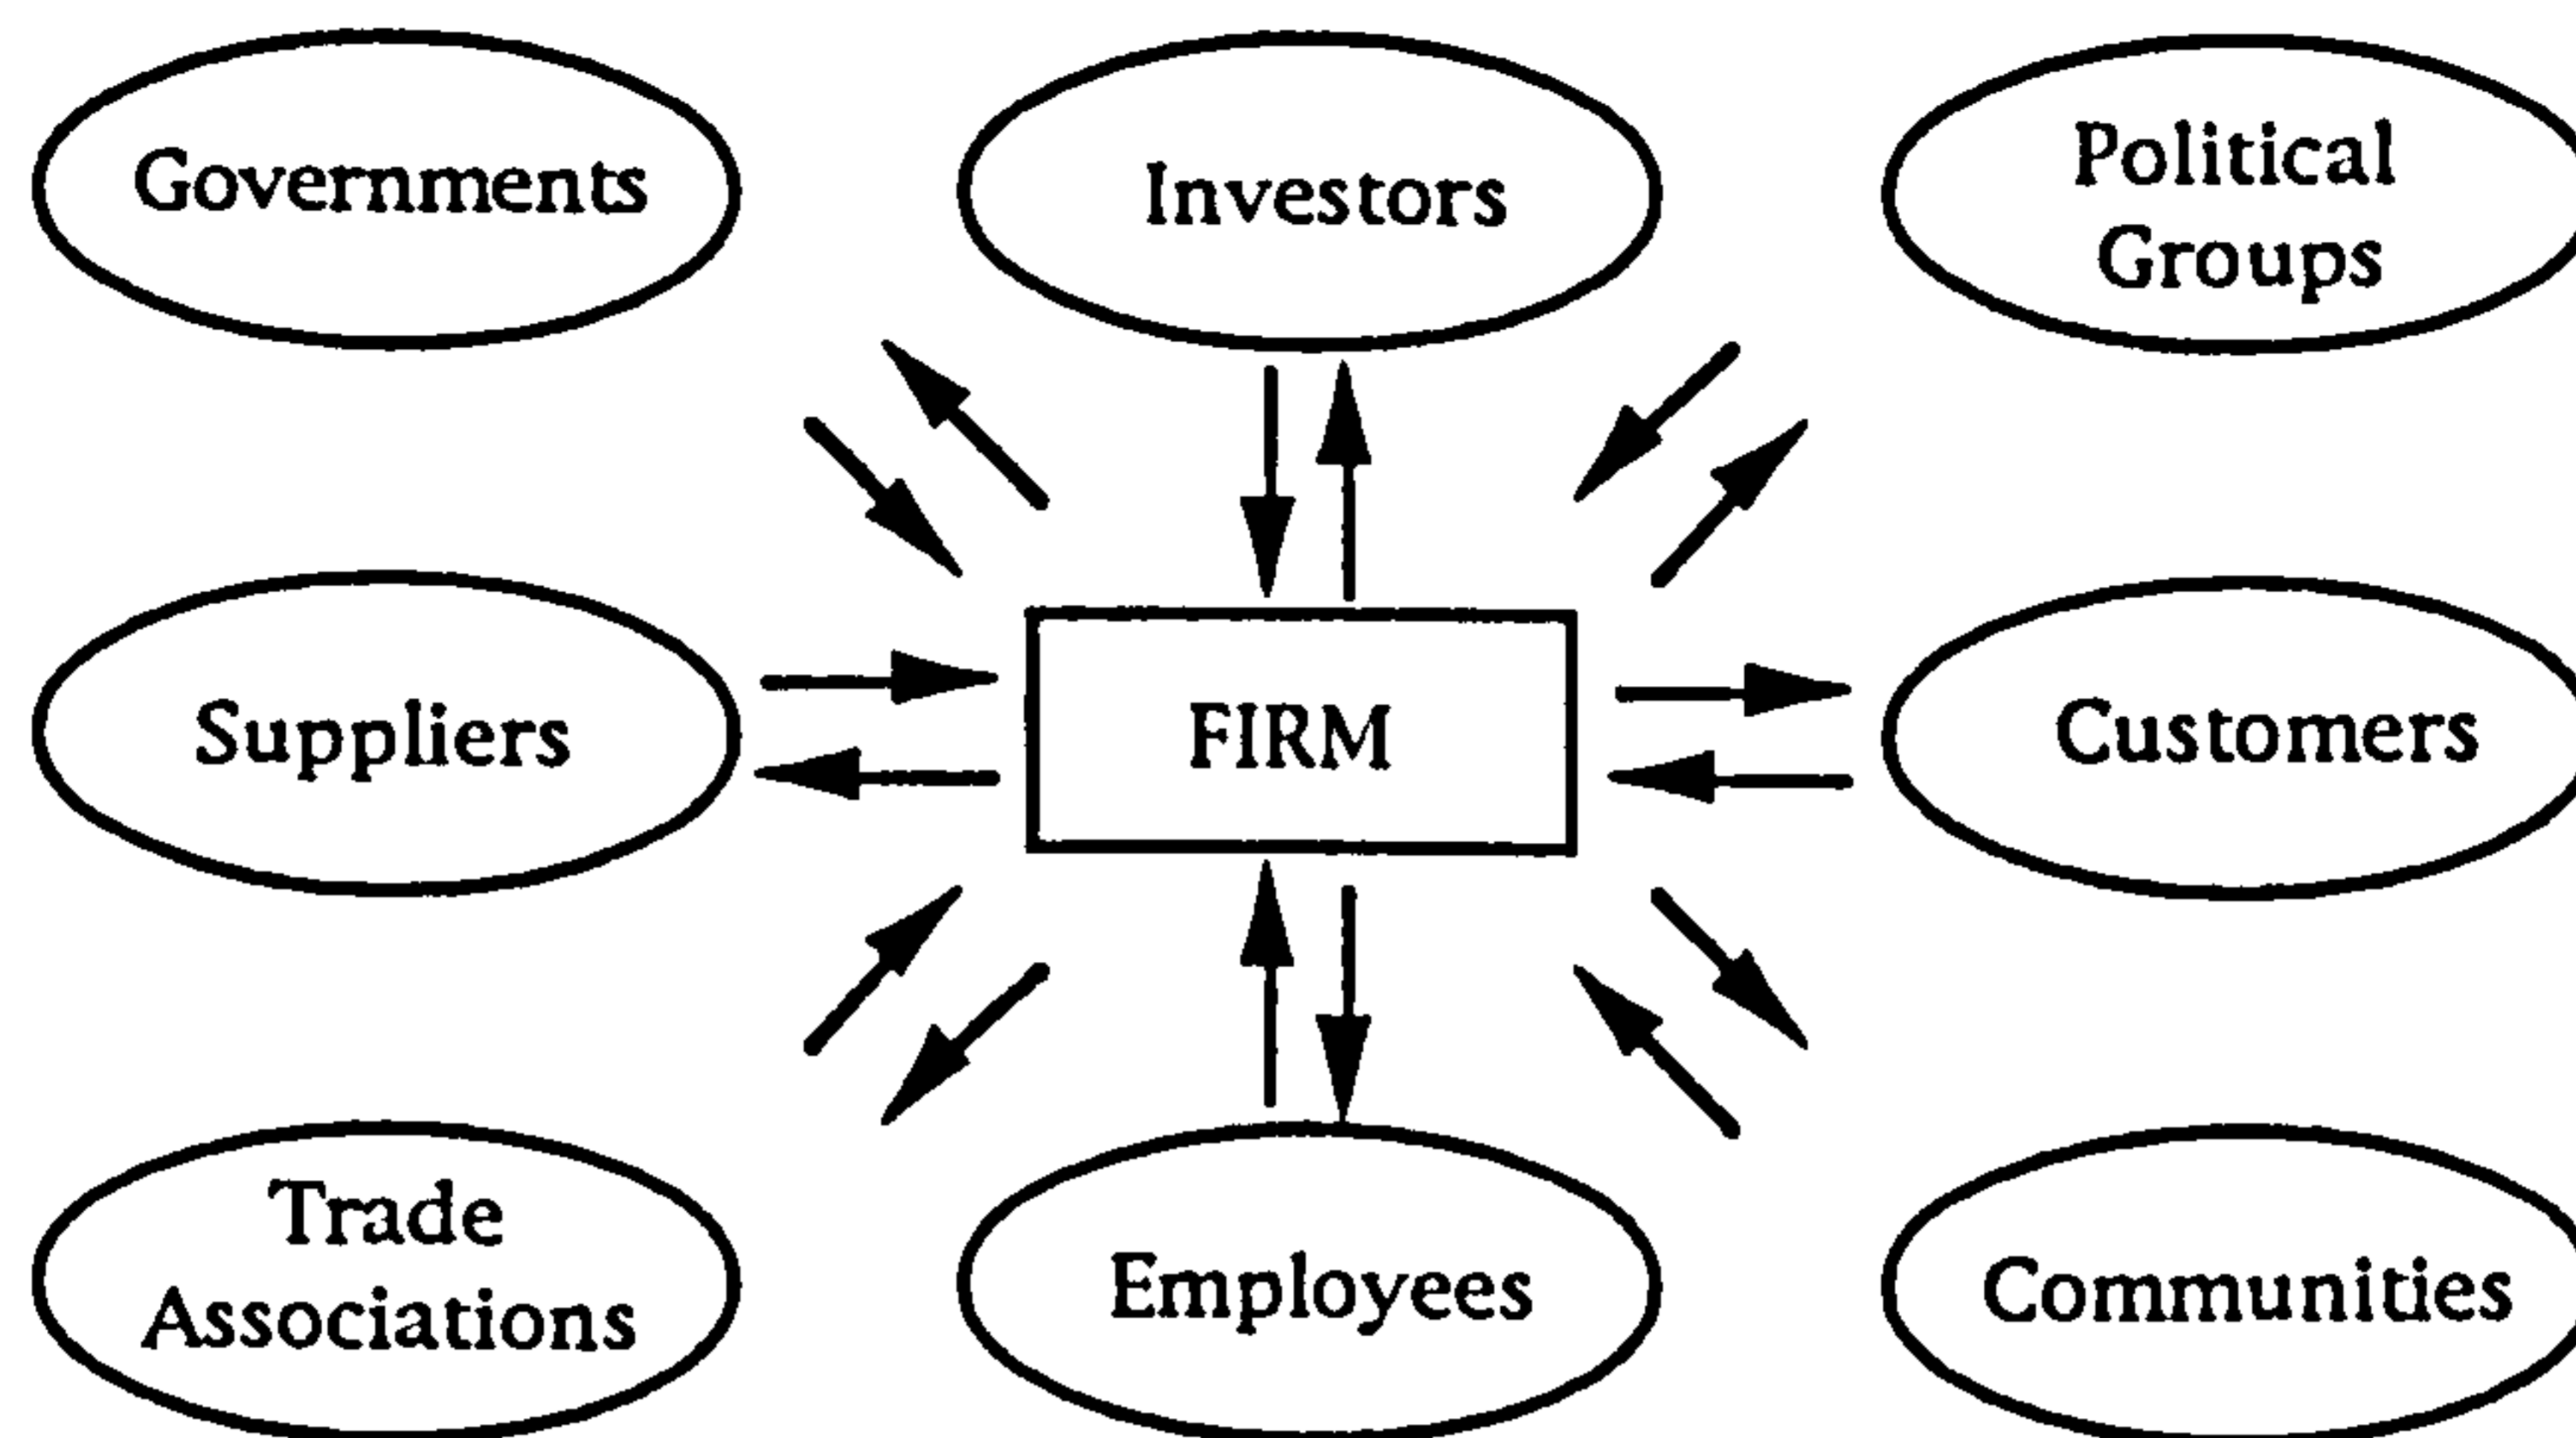 Governments
Investors
Political
Groups
Suppliers
FIRM
Customers
Trade
Associations
Employees
Communities